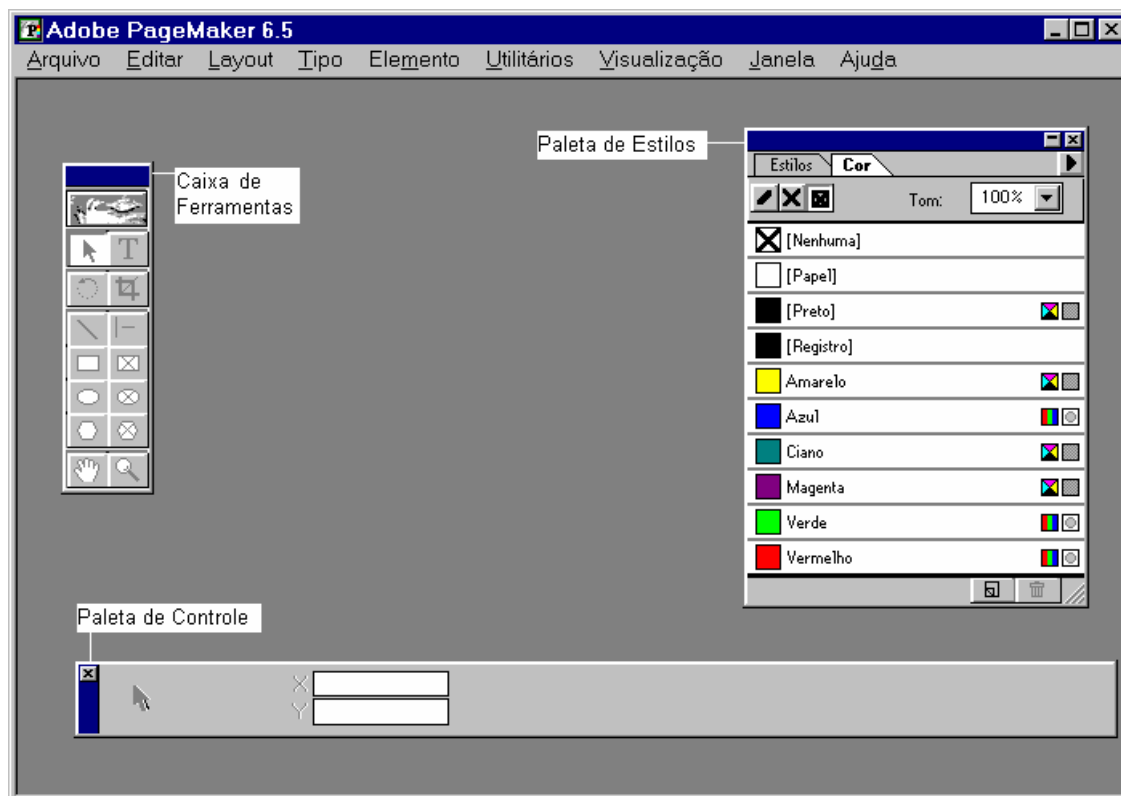 Adobe PageMaker 6.5
Arquivo Editar Layout Tipo Elemento Utilitários Visualização Janela Ajuda
Paleta de Estilos
Caixa de
Ferramentas
Estilos Cor
Tom: 100%
[Nenhuma]
[Papel]
[Preto]
[Registro]
Amarelo
Azul
Ciano
Magenta
Verde
Vermelho
Paleta de Controle
X
Y